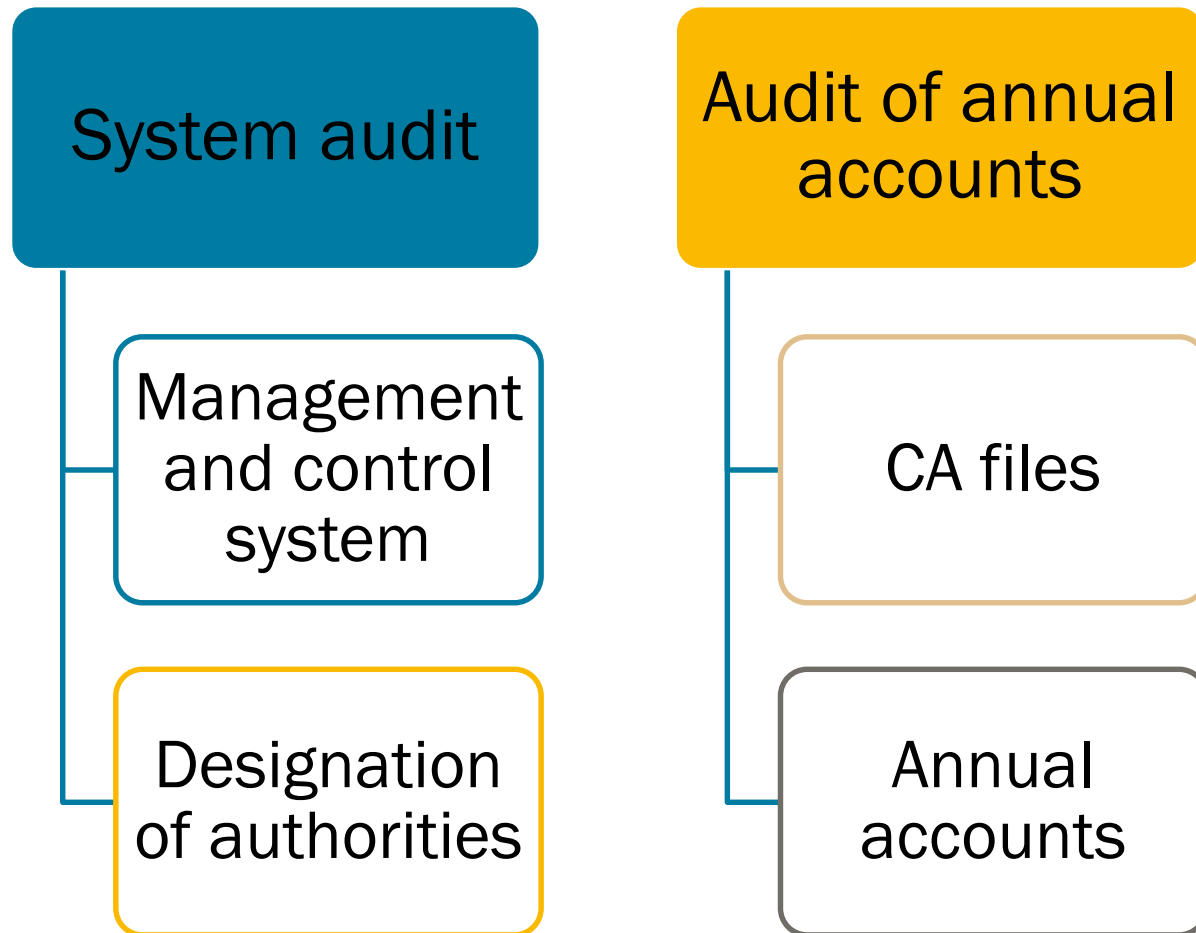 System audit
Management
and control
system
Designation
of authorities
Audit of annual
accounts
CA files
Annual
accounts